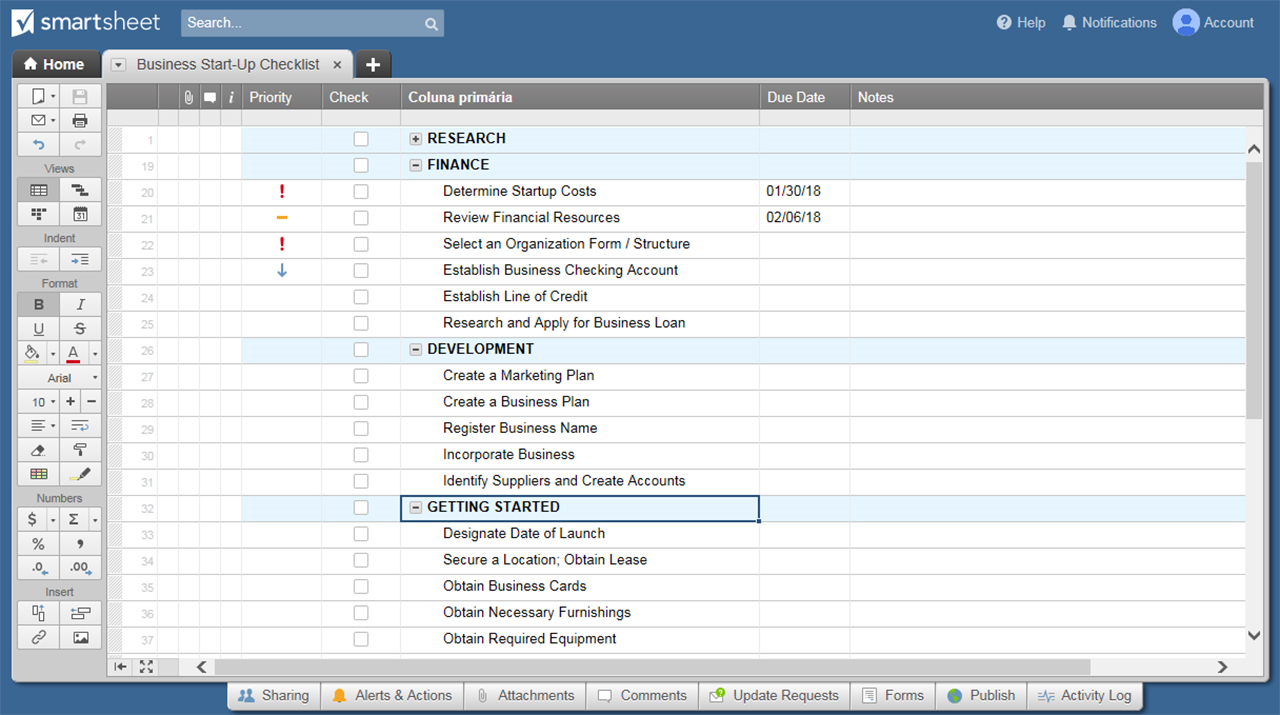 smartsheet Search... Help Notifications Account
Home Business Start-Up Checklist × +
i Priority Check Coluna primária Due Date Notes
1 RESEARCH
19 FINANCE
20 ! Determine Startup Costs 01/30/18
21 Review Financial Resources 02/06/18
22 ! Select an Organization Form / Structure
23 Establish Business Checking Account
24 Establish Line of Credit
25 Research and Apply for Business Loan
26 DEVELOPMENT
27 Create a Marketing Plan
28 Create a Business Plan
29 Register Business Name
30 Incorporate Business
31 Identify Suppliers and Create Accounts
32 GETTING STARTED
33 Designate Date of Launch
34 Secure a Location; Obtain Lease
35 Obtain Business Cards
36 Obtain Necessary Furnishings
37 Obtain Required Equipment
Views
31
Indent
Format
B I
U S
A
Arial
10 + −
Numbers
$ Σ
% ,
.0 .00
Insert
Sharing Alerts & Actions Attachments Comments Update Requests Forms Publish Activity Log